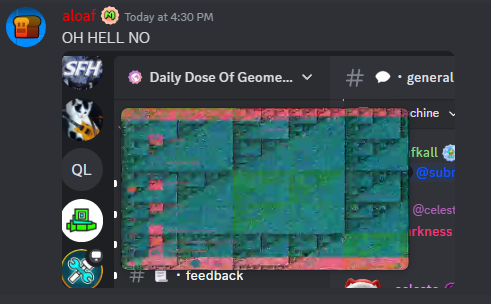 aloaf Today at 4:30 PM
OH HELL NO
SFH
Daily Dose Of Geome...
# 💬・general
chine
fkall
QL
@subr
@celest
arkness
# 📃・feedback
celeste